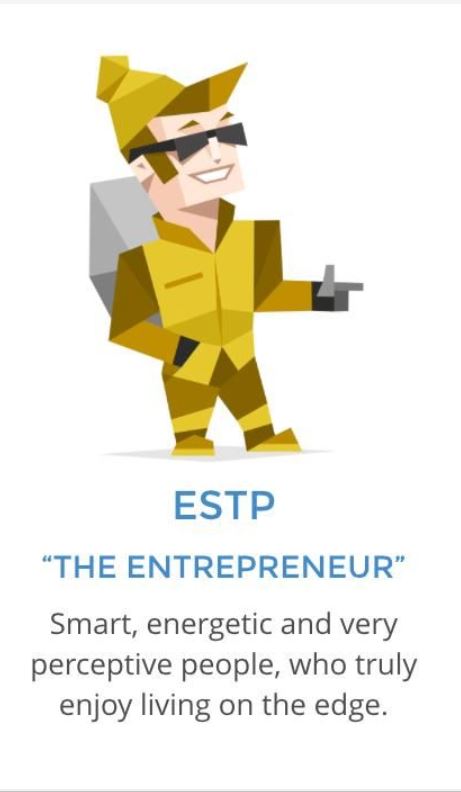 ESTP
“THE ENTREPRENEUR”
Smart, energetic and very
perceptive people, who truly
enjoy living on the edge.